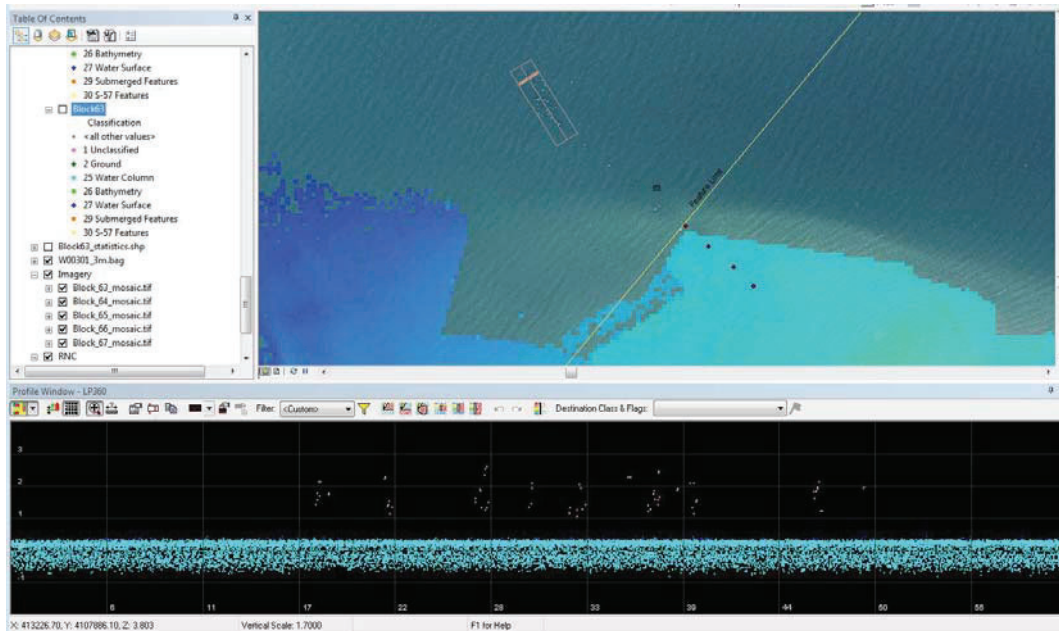 Table Of Contents
26 Bathymetry
27 Water Surface
29 Submerged Features
30 S-57 Features
Block63
Classification
<all other values>
1 Unclassified
2 Ground
25 Water Column
26 Bathymetry
27 Water Surface
29 Submerged Features
30 S-57 Features
Block63_statistics.shp
W00301_3m.bag
Imagery
Block_63_mosaic.tif
Block_64_mosaic.tif
Block_65_mosaic.tif
Block_66_mosaic.tif
Block_67_mosaic.tif
RNC
Feature Line
Profile Window - LP360
Filter: <Custom> Destination Class & Flags:
3
2
1
-1
6 11 17 22 28 33 39 44 50 55
X: 413226.70, Y: 4107886.10, Z: 3.803 Vertical Scale: 1.7000 F1 for Help